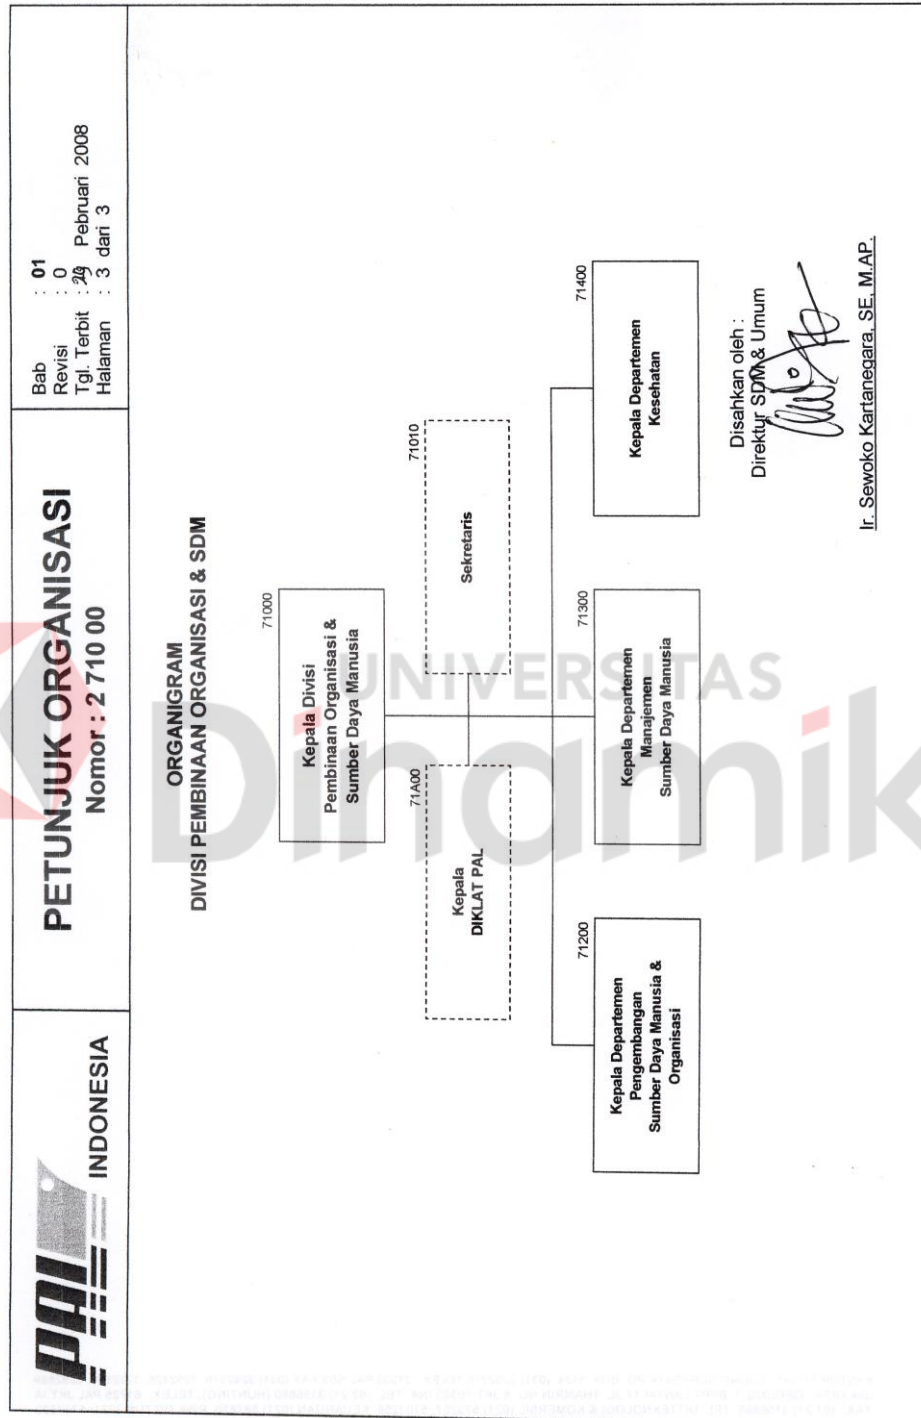 PAL INDONESIA
PETUNJUK ORGANISASI
Nomor : 2 710 00
Bab : 01
Revisi : 0
Tgl. Terbit : Pebruari 2008
Halaman : 3 dari 3
ORGANIGRAM
DIVISI PEMBINAAN ORGANISASI & SDM
71000
Kepala Divisi
Pembinaan Organisasi &
Sumber Daya Manusia
71A00
Kepala
DIKLAT PAL
71010
Sekretaris
71200
Kepala Departemen
Pengembangan
Sumber Daya Manusia &
Organisasi
71300
Kepala Departemen
Manajemen
Sumber Daya Manusia
71400
Kepala Departemen
Kesehatan
Disahkan oleh :
Direktur SDM & Umum
Ir. Sewoko Kartanegara, SE, M.AP.
UNIVERSITAS
Dinamika